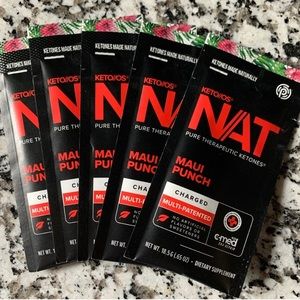 KETONES MADE NATURALLY
KETO//OS
NAT
PURE THERAPEUTIC KETONES
MAUI
PUNCH
CHARGED
MULTI-PATENTED
NO ARTIFICIAL
FLAVORS OR
SWEETENERS
c-med
NET WT. 18.5 G (.65 OZ) • DIETARY SUPPLEMENT